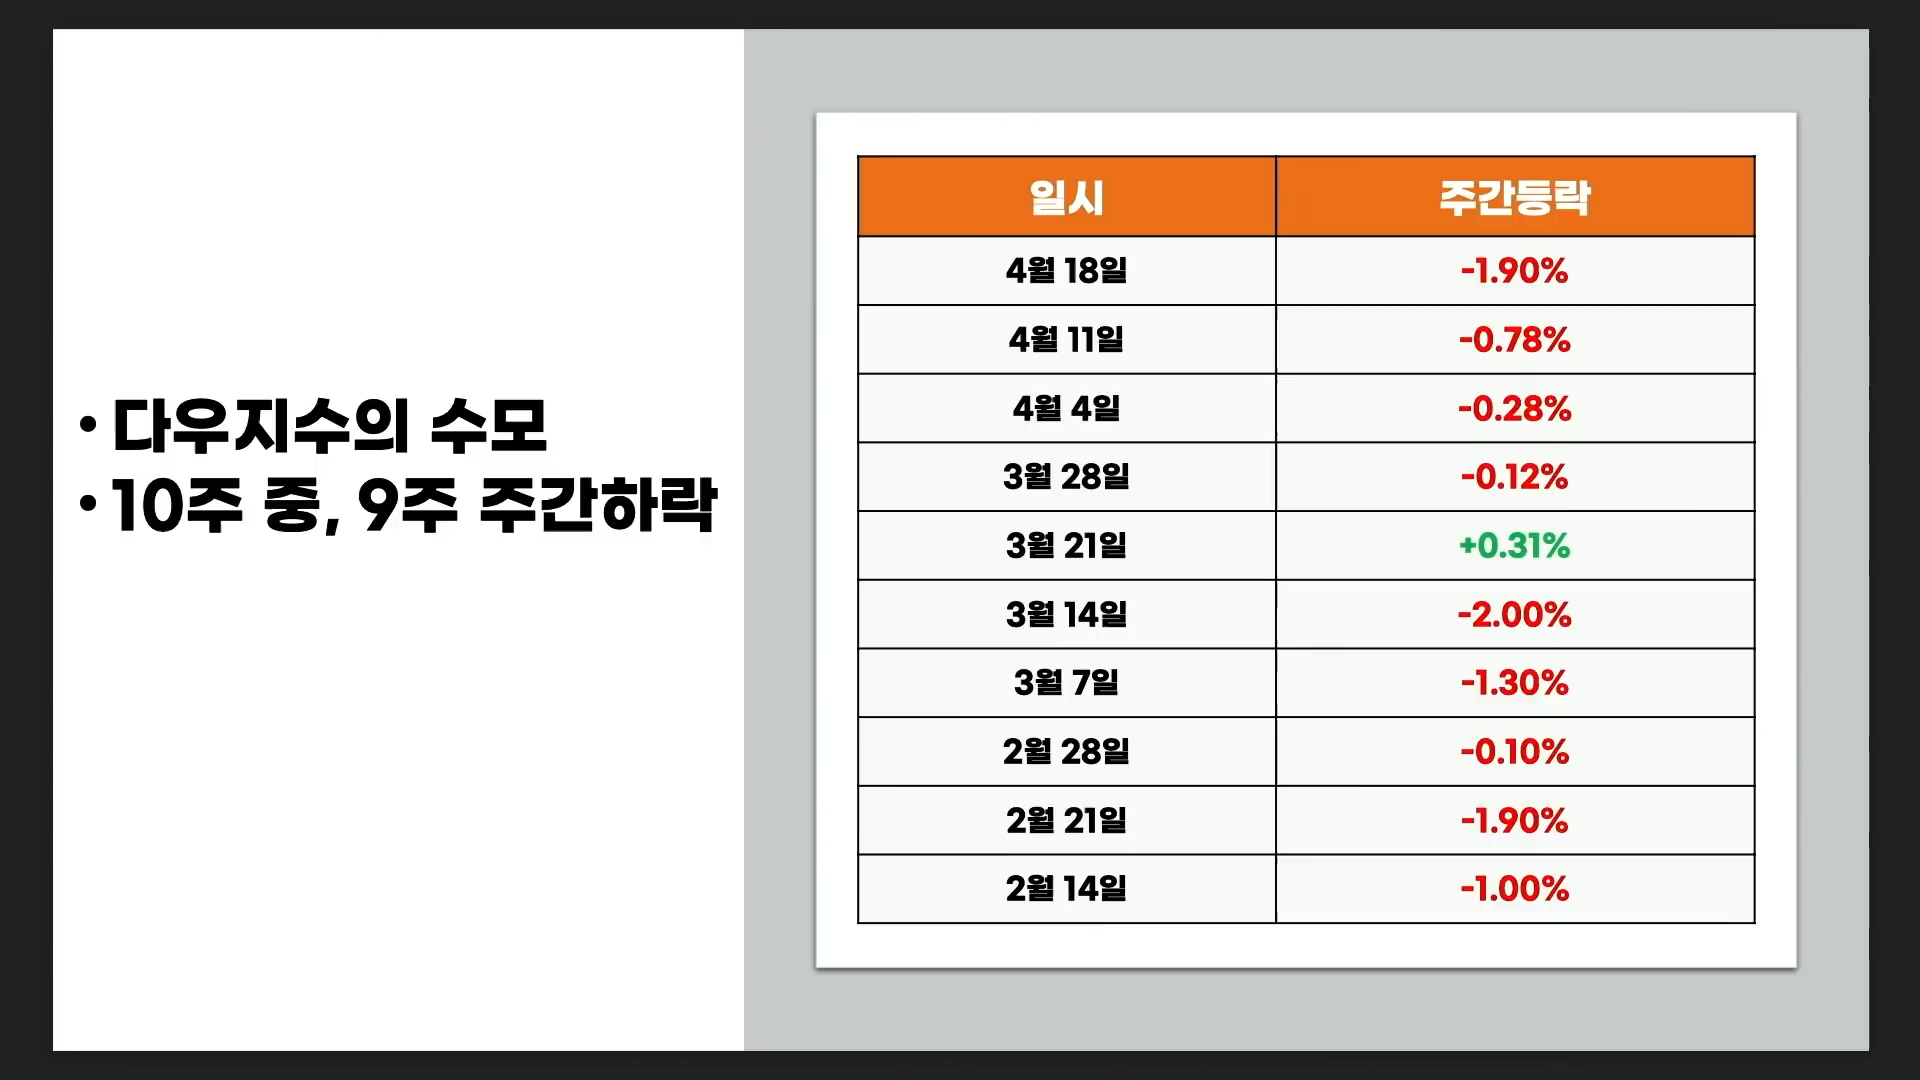 • 다우지수의 수모
• 10주 중, 9주 주간하락
일시 주간등락
4월 18일 -1.90%
4월 11일 -0.78%
4월 4일 -0.28%
3월 28일 -0.12%
3월 21일 +0.31%
3월 14일 -2.00%
3월 7일 -1.30%
2월 28일 -0.10%
2월 21일 -1.90%
2월 14일 -1.00%